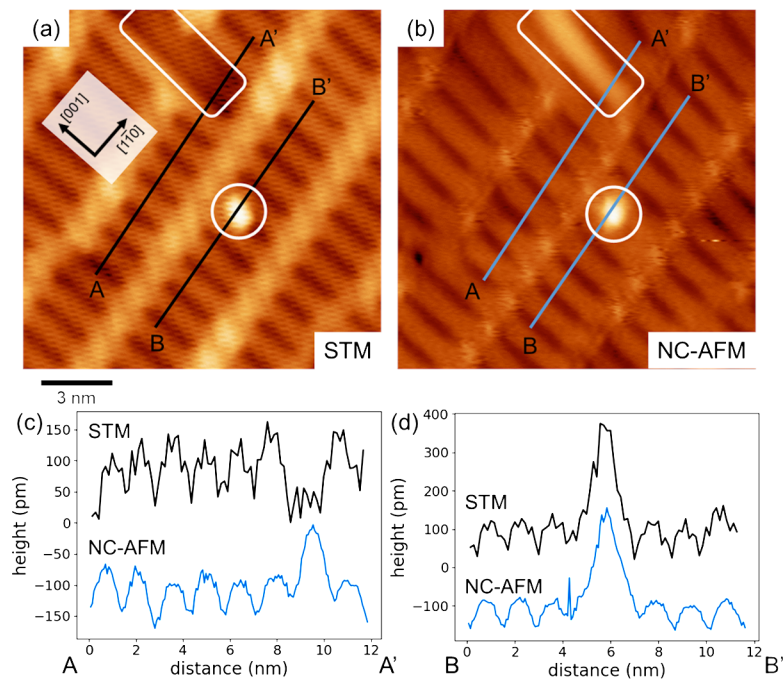 (a)
A'
B'
[001]
[11̅0]
A
B
STM
3 nm
(b)
A'
B'
A
B
NC-AFM
(c)
STM
NC-AFM
height (pm)
150
100
50
0
−50
−100
−150
0 2 4 6 8 10 12
A distance (nm) A'
(d)
STM
NC-AFM
height (pm)
400
300
200
100
0
−100
0 2 4 6 8 10 12
B distance (nm) B'